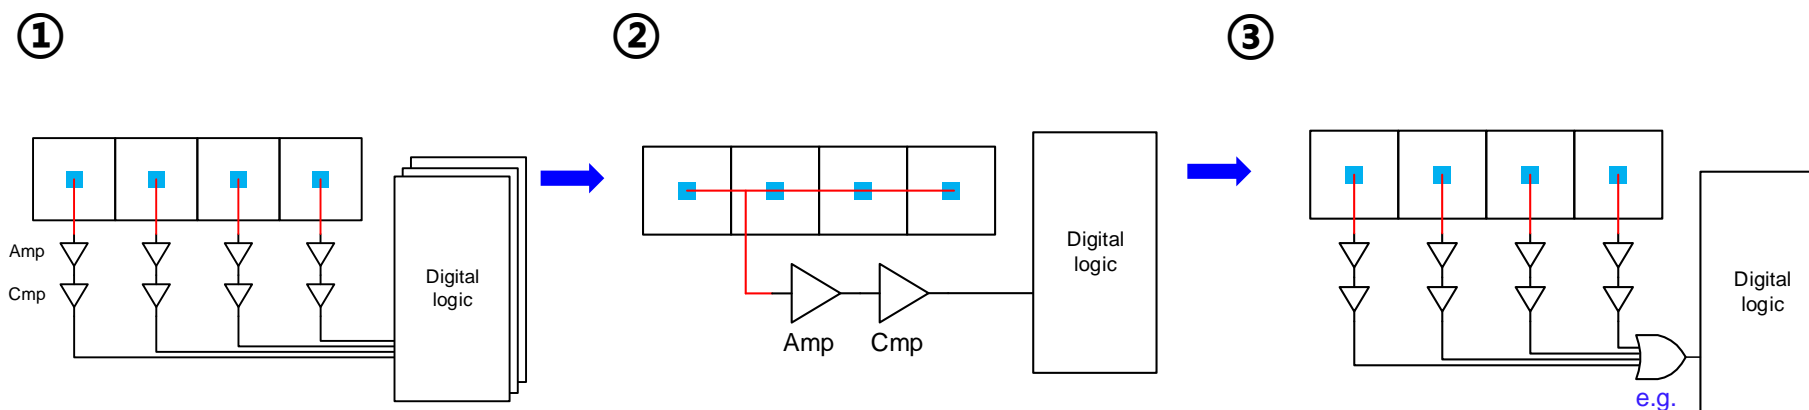 ①
②
③
Amp
Cmp
Digital
logic
Amp
Cmp
Digital
logic
Digital
logic
e.g.